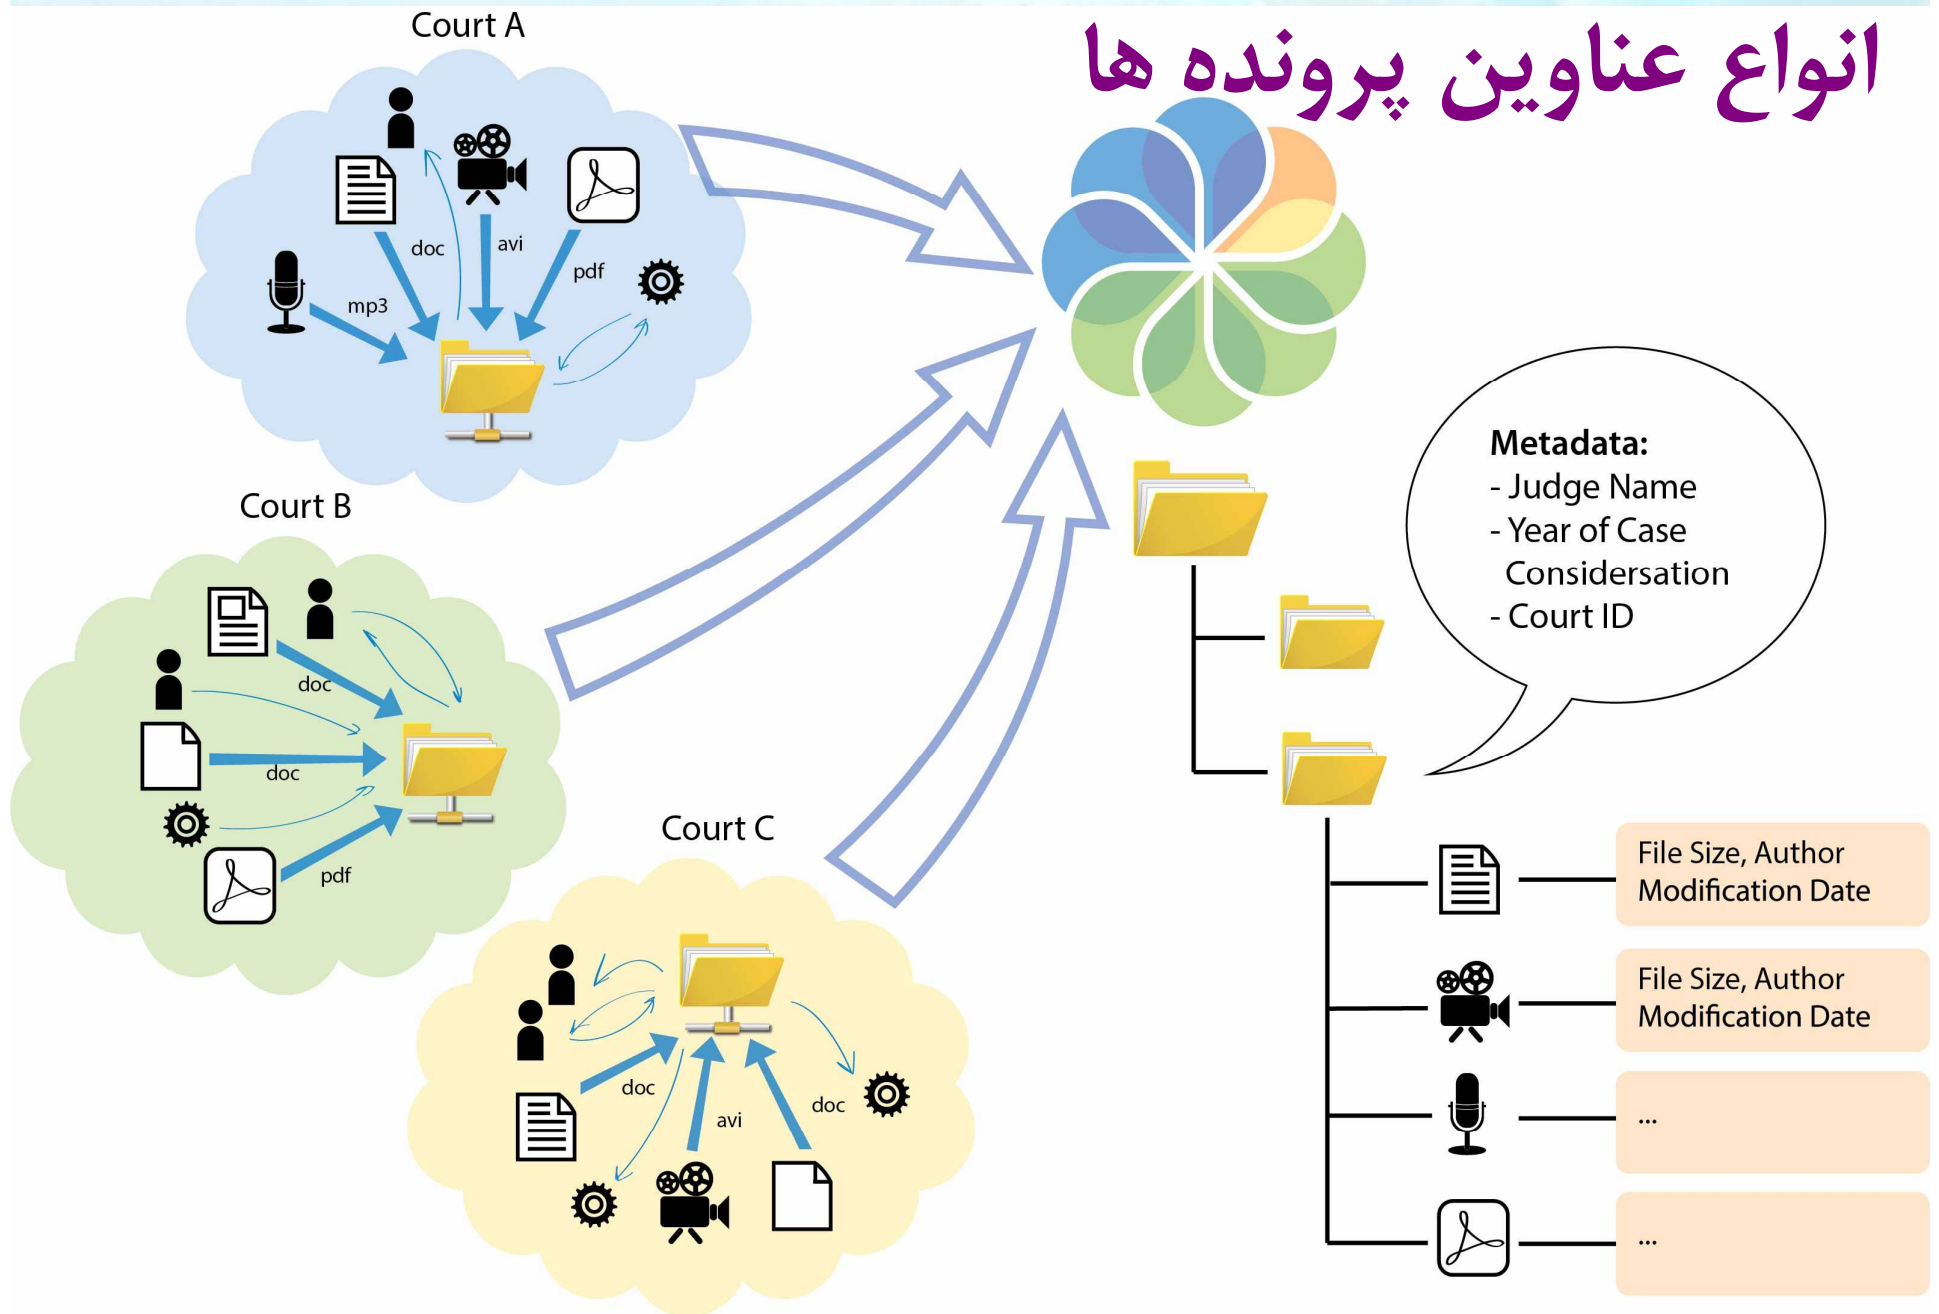 انواع عناوین پرونده ها
Court A
doc
avi
pdf
mp3
Court B
doc
doc
pdf
Court C
doc
avi
doc
Metadata:
- Judge Name
- Year of Case
Considersation
- Court ID
File Size, Author
Modification Date
File Size, Author
Modification Date
...
...